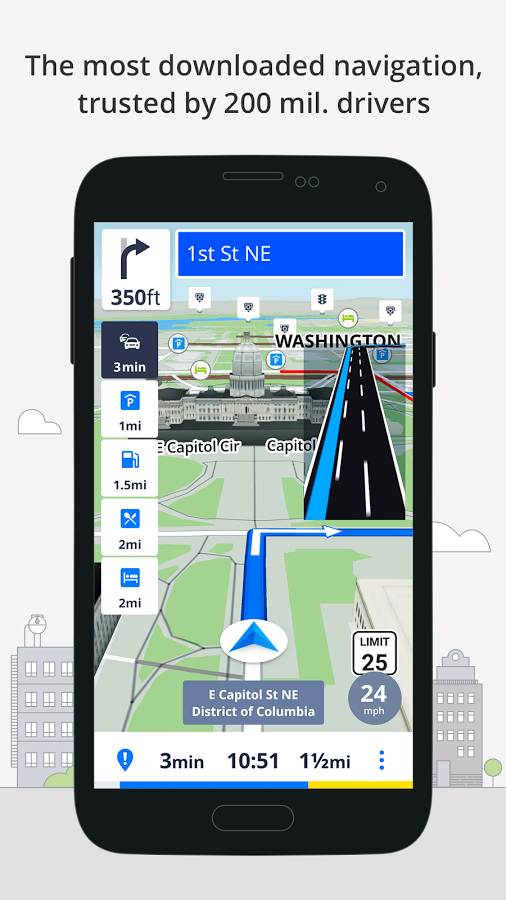 The most downloaded navigation,
trusted by 200 mil. drivers
350ft
1st St NE
3min
WASHINGTON
1mi
E Capitol Cir
Capitol
1.5mi
2mi
2mi
LIMIT
25
24
mph
E Capitol St NE
District of Columbia
3min
10:51
1½mi